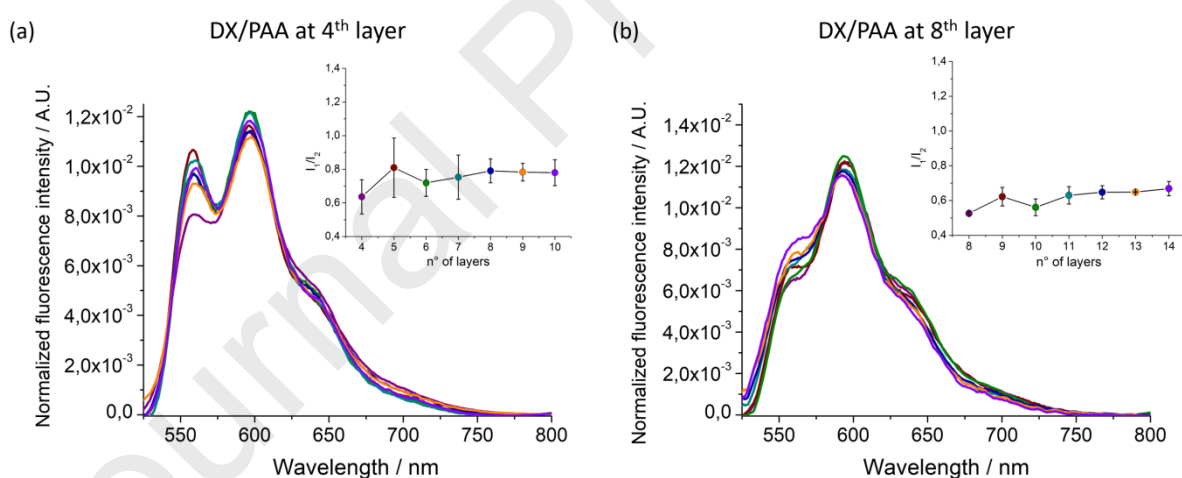 (a)
DX/PAA at 4th layer
Normalized fluorescence intensity / A.U.
1,2x10-2
1,0x10-2
8,0x10-3
6,0x10-3
4,0x10-3
2,0x10-3
0,0
550
600
650
700
750
800
Wavelength / nm
I1/I2
1,4
1,2
1,0
0,8
0,6
0,4
4
5
6
7
8
9
10
n° of layers
(b)
DX/PAA at 8th layer
Normalized fluorescence intensity / A.U.
1,4x10-2
1,2x10-2
1,0x10-2
8,0x10-3
6,0x10-3
4,0x10-3
2,0x10-3
0,0
550
600
650
700
750
800
Wavelength / nm
I1/I2
1,4
1,2
1,0
0,8
0,6
0,4
8
9
10
11
12
13
14
n° of layers
urnal P